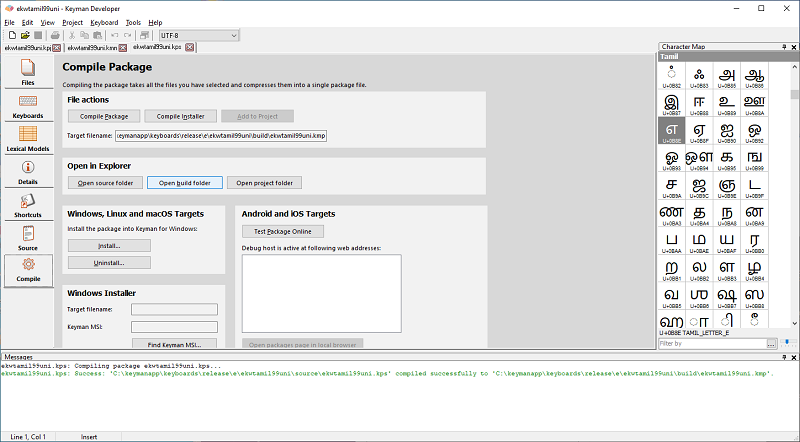 ekwtamil99uni - Keyman Developer
File Edit View Project Keyboard Tools Help
UTF-8
ekwtamil99uni.kpj ekwtamil99uni.kmn ekwtamil99uni.kps
Files
Keyboards
Lexical Models
Details
Shortcuts
Source
Compile
Compile Package
Compiling the package takes all the files you have selected and compresses them into a single package file.
File actions
Compile Package Compile Installer Add to Project
Target filename: keymanapp\keyboards\release\e\ekwtamil99uni\build\ekwtamil99uni.kmp
Open in Explorer
Open source folder Open build folder Open project folder
Windows, Linux and macOS Targets
Install the package into Keyman for Windows:
Install...
Uninstall...
Android and iOS Targets
Test Package Online
Debug host is active at following web addresses:
Windows Installer
Target filename:
Keyman MSI:
Find Keyman MSI...
Open packages page in local browser
Character Map
Tamil
ஂ ஃ அ ஆ
U+0B82 U+0B83 U+0B85 U+0B86
இ ஈ உ ஊ
U+0B87 U+0B88 U+0B89 U+0B8A
எ ஏ ஐ ஒ
U+0B8E U+0B8F U+0B90 U+0B92
ஓ ஔ க ங
U+0B93 U+0B94 U+0B95 U+0B99
ச ஜ ஞ ட
U+0B9A U+0B9C U+0B9E U+0B9F
ண த ந ன
U+0BA3 U+0BA4 U+0BA8 U+0BA9
ப ம ய ர
U+0BAA U+0BAE U+0BAF U+0BB0
ற ல ள ழ
U+0BB1 U+0BB2 U+0BB3 U+0BB4
வ ஶ ஷ ஸ
U+0BB5 U+0BB6 U+0BB7 U+0BB8
ஹ ா ி ீ
U+0B8E TAMIL_LETTER_E
Filter by ...
Messages
ekwtamil99uni.kps: Compiling package ekwtamil99uni.kps...
ekwtamil99uni.kps: Success: 'C:\keymanapp\keyboards\release\e\ekwtamil99uni\source\ekwtamil99uni.kps' compiled successfully to 'C:\keymanapp\keyboards\release\e\ekwtamil99uni\build\ekwtamil99uni.kmp'.
Line 1, Col 1 Insert